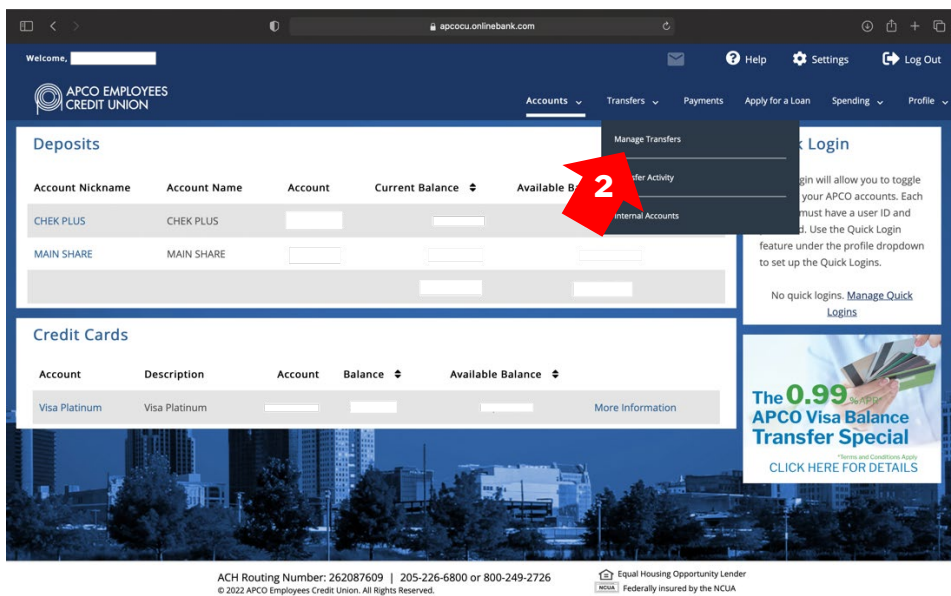 apcocu.onlinebank.com
Welcome,
Help
Settings
Log Out
APCO EMPLOYEES
CREDIT UNION
Accounts
Transfers
Payments
Apply for a Loan
Spending
Profile
Manage Transfers
2
Internal Accounts
Deposits
Account Nickname Account Name Account Current Balance Available
CHEK PLUS CHEK PLUS
MAIN SHARE MAIN SHARE
Login
will allow you to toggle
your APCO accounts. Each
must have a user ID and
Use the Quick Login
feature under the profile dropdown
to set up the Quick Logins.
No quick logins. Manage Quick
Logins
Credit Cards
Account Description Account Balance Available Balance
Visa Platinum Visa Platinum More Information
The 0.99 % APR*
APCO Visa Balance
Transfer Special
*Terms and Conditions Apply
CLICK HERE FOR DETAILS
ACH Routing Number: 262087609 | 205-226-6800 or 800-249-2726
© 2022 APCO Employees Credit Union. All Rights Reserved.
Equal Housing Opportunity Lender
NCUA Federally insured by the NCUA